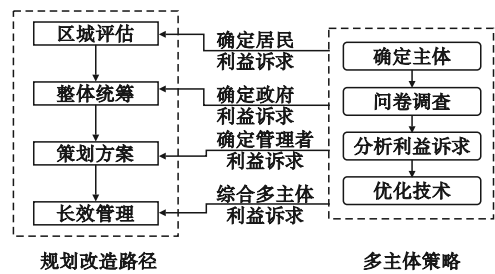 区域评估
整体统筹
策划方案
长效管理
规划改造路径
确定居民
利益诉求
确定政府
利益诉求
确定管理者
利益诉求
综合多主体
利益诉求
确定主体
问卷调查
分析利益诉求
优化技术
多主体策略